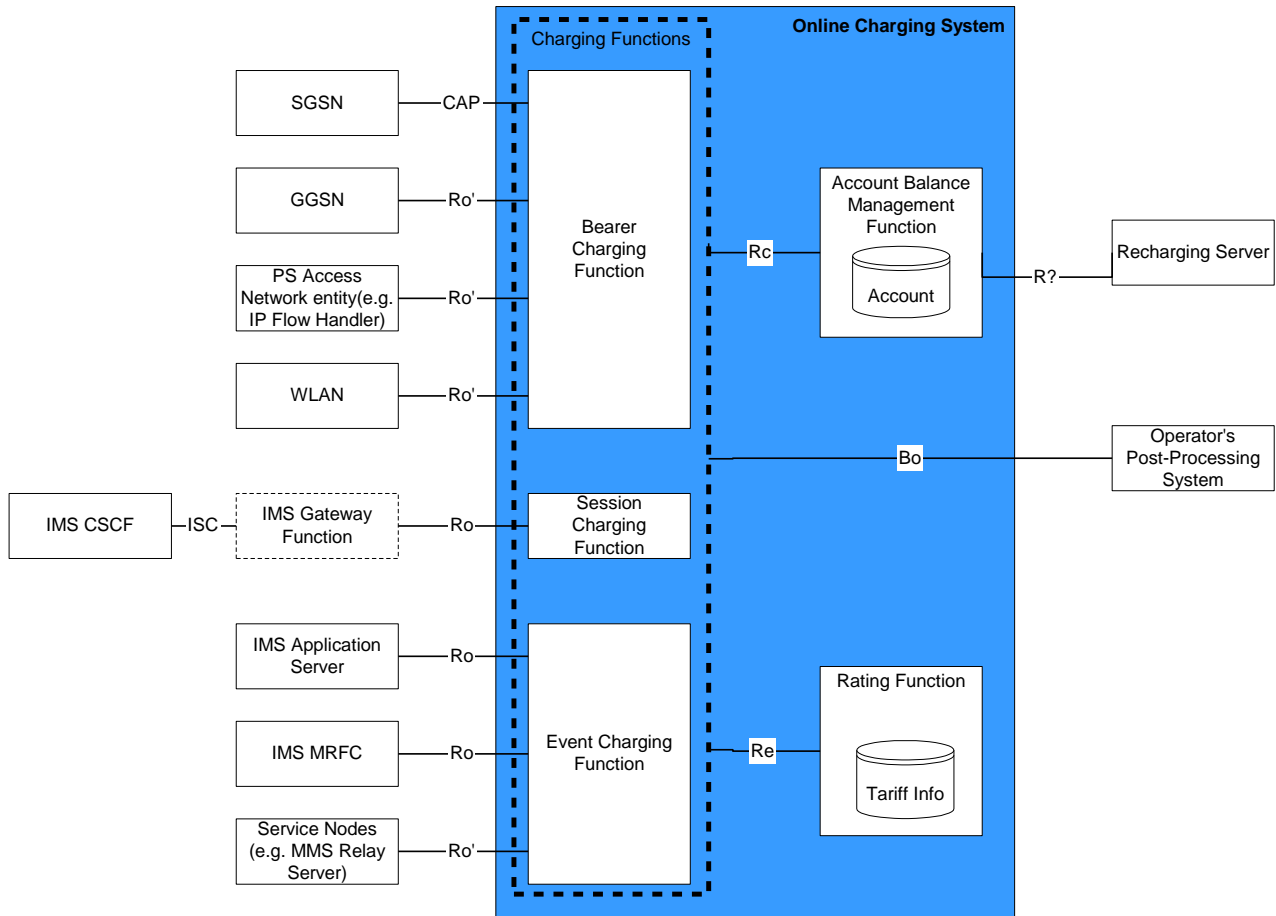 Online Charging System
Charging Functions
SGSN
CAP
GGSN
Ro'
PS Access
Network entity(e.g.
IP Flow Handler)
Ro'
WLAN
Ro'
Bearer
Charging
Function
Rc
Account Balance
Management
Function
Account
R?
Recharging Server
Bo
Operator's
Post-Processing
System
IMS CSCF
ISC
IMS Gateway
Function
Ro
Session
Charging
Function
IMS Application
Server
Ro
IMS MRFC
Ro
Service Nodes
(e.g. MMS Relay
Server)
Ro'
Event Charging
Function
Re
Rating Function
Tariff Info